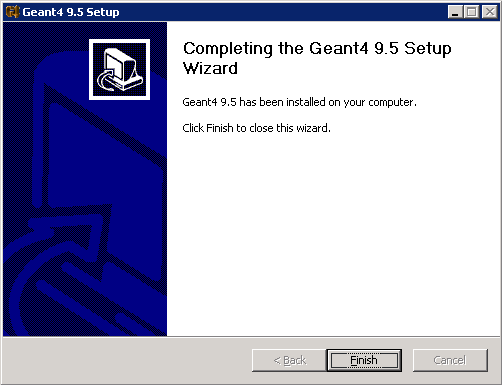 Geant4 9.5 Setup
Completing the Geant4 9.5 Setup
Wizard
Geant4 9.5 has been installed on your computer.
Click Finish to close this wizard.
< Back
Finish
Cancel